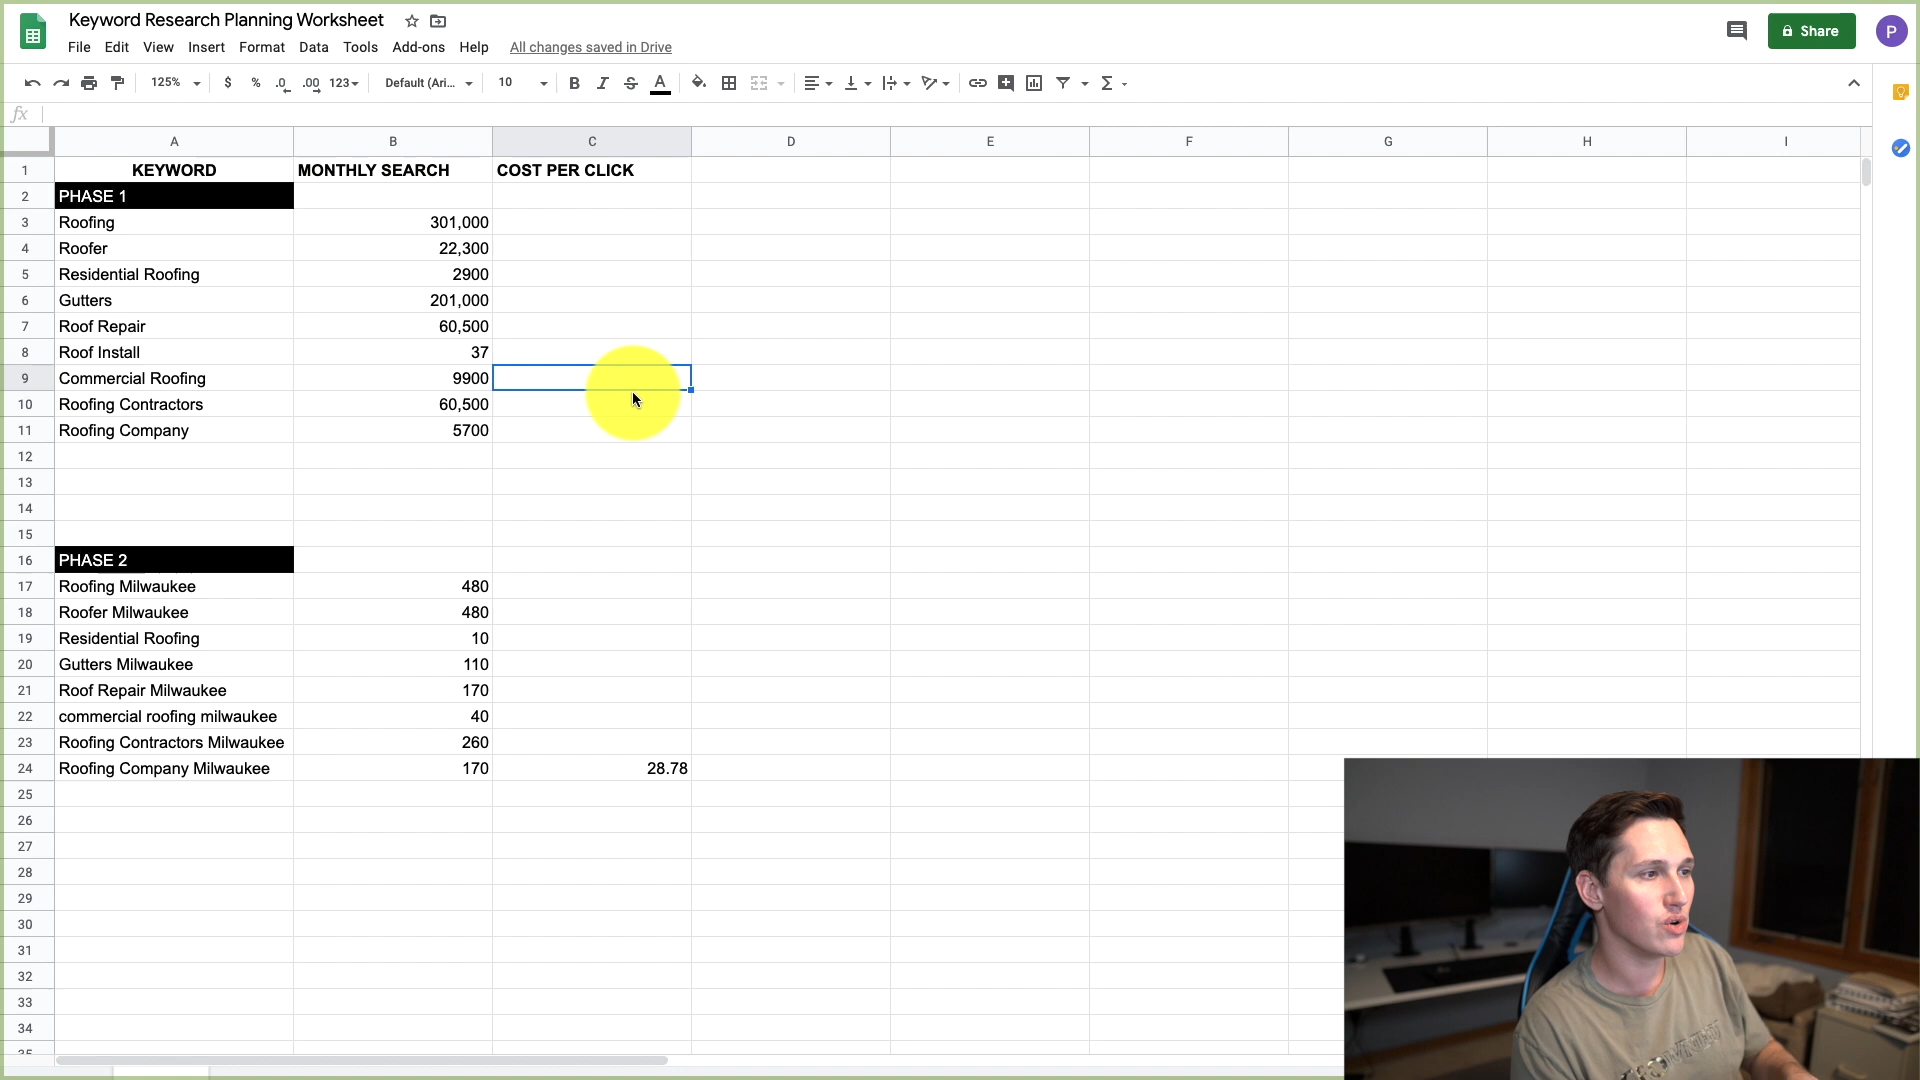 Keyword Research Planning Worksheet
File Edit View Insert Format Data Tools Add-ons Help All changes saved in Drive
Share
P
125% $ % .0 .00 123 Default (Ari... 10 B I S A
fx
A B C D E F G H I
1 KEYWORD MONTHLY SEARCH COST PER CLICK
2 PHASE 1
3 Roofing 301,000
4 Roofer 22,300
5 Residential Roofing 2900
6 Gutters 201,000
7 Roof Repair 60,500
8 Roof Install 37
9 Commercial Roofing 9900
10 Roofing Contractors 60,500
11 Roofing Company 5700
12
13
14
15
16 PHASE 2
17 Roofing Milwaukee 480
18 Roofer Milwaukee 480
19 Residential Roofing 10
20 Gutters Milwaukee 110
21 Roof Repair Milwaukee 170
22 commercial roofing milwaukee 40
23 Roofing Contractors Milwaukee 260
24 Roofing Company Milwaukee 170 28.78
25
26
27
28
29
30
31
32
33
34
35